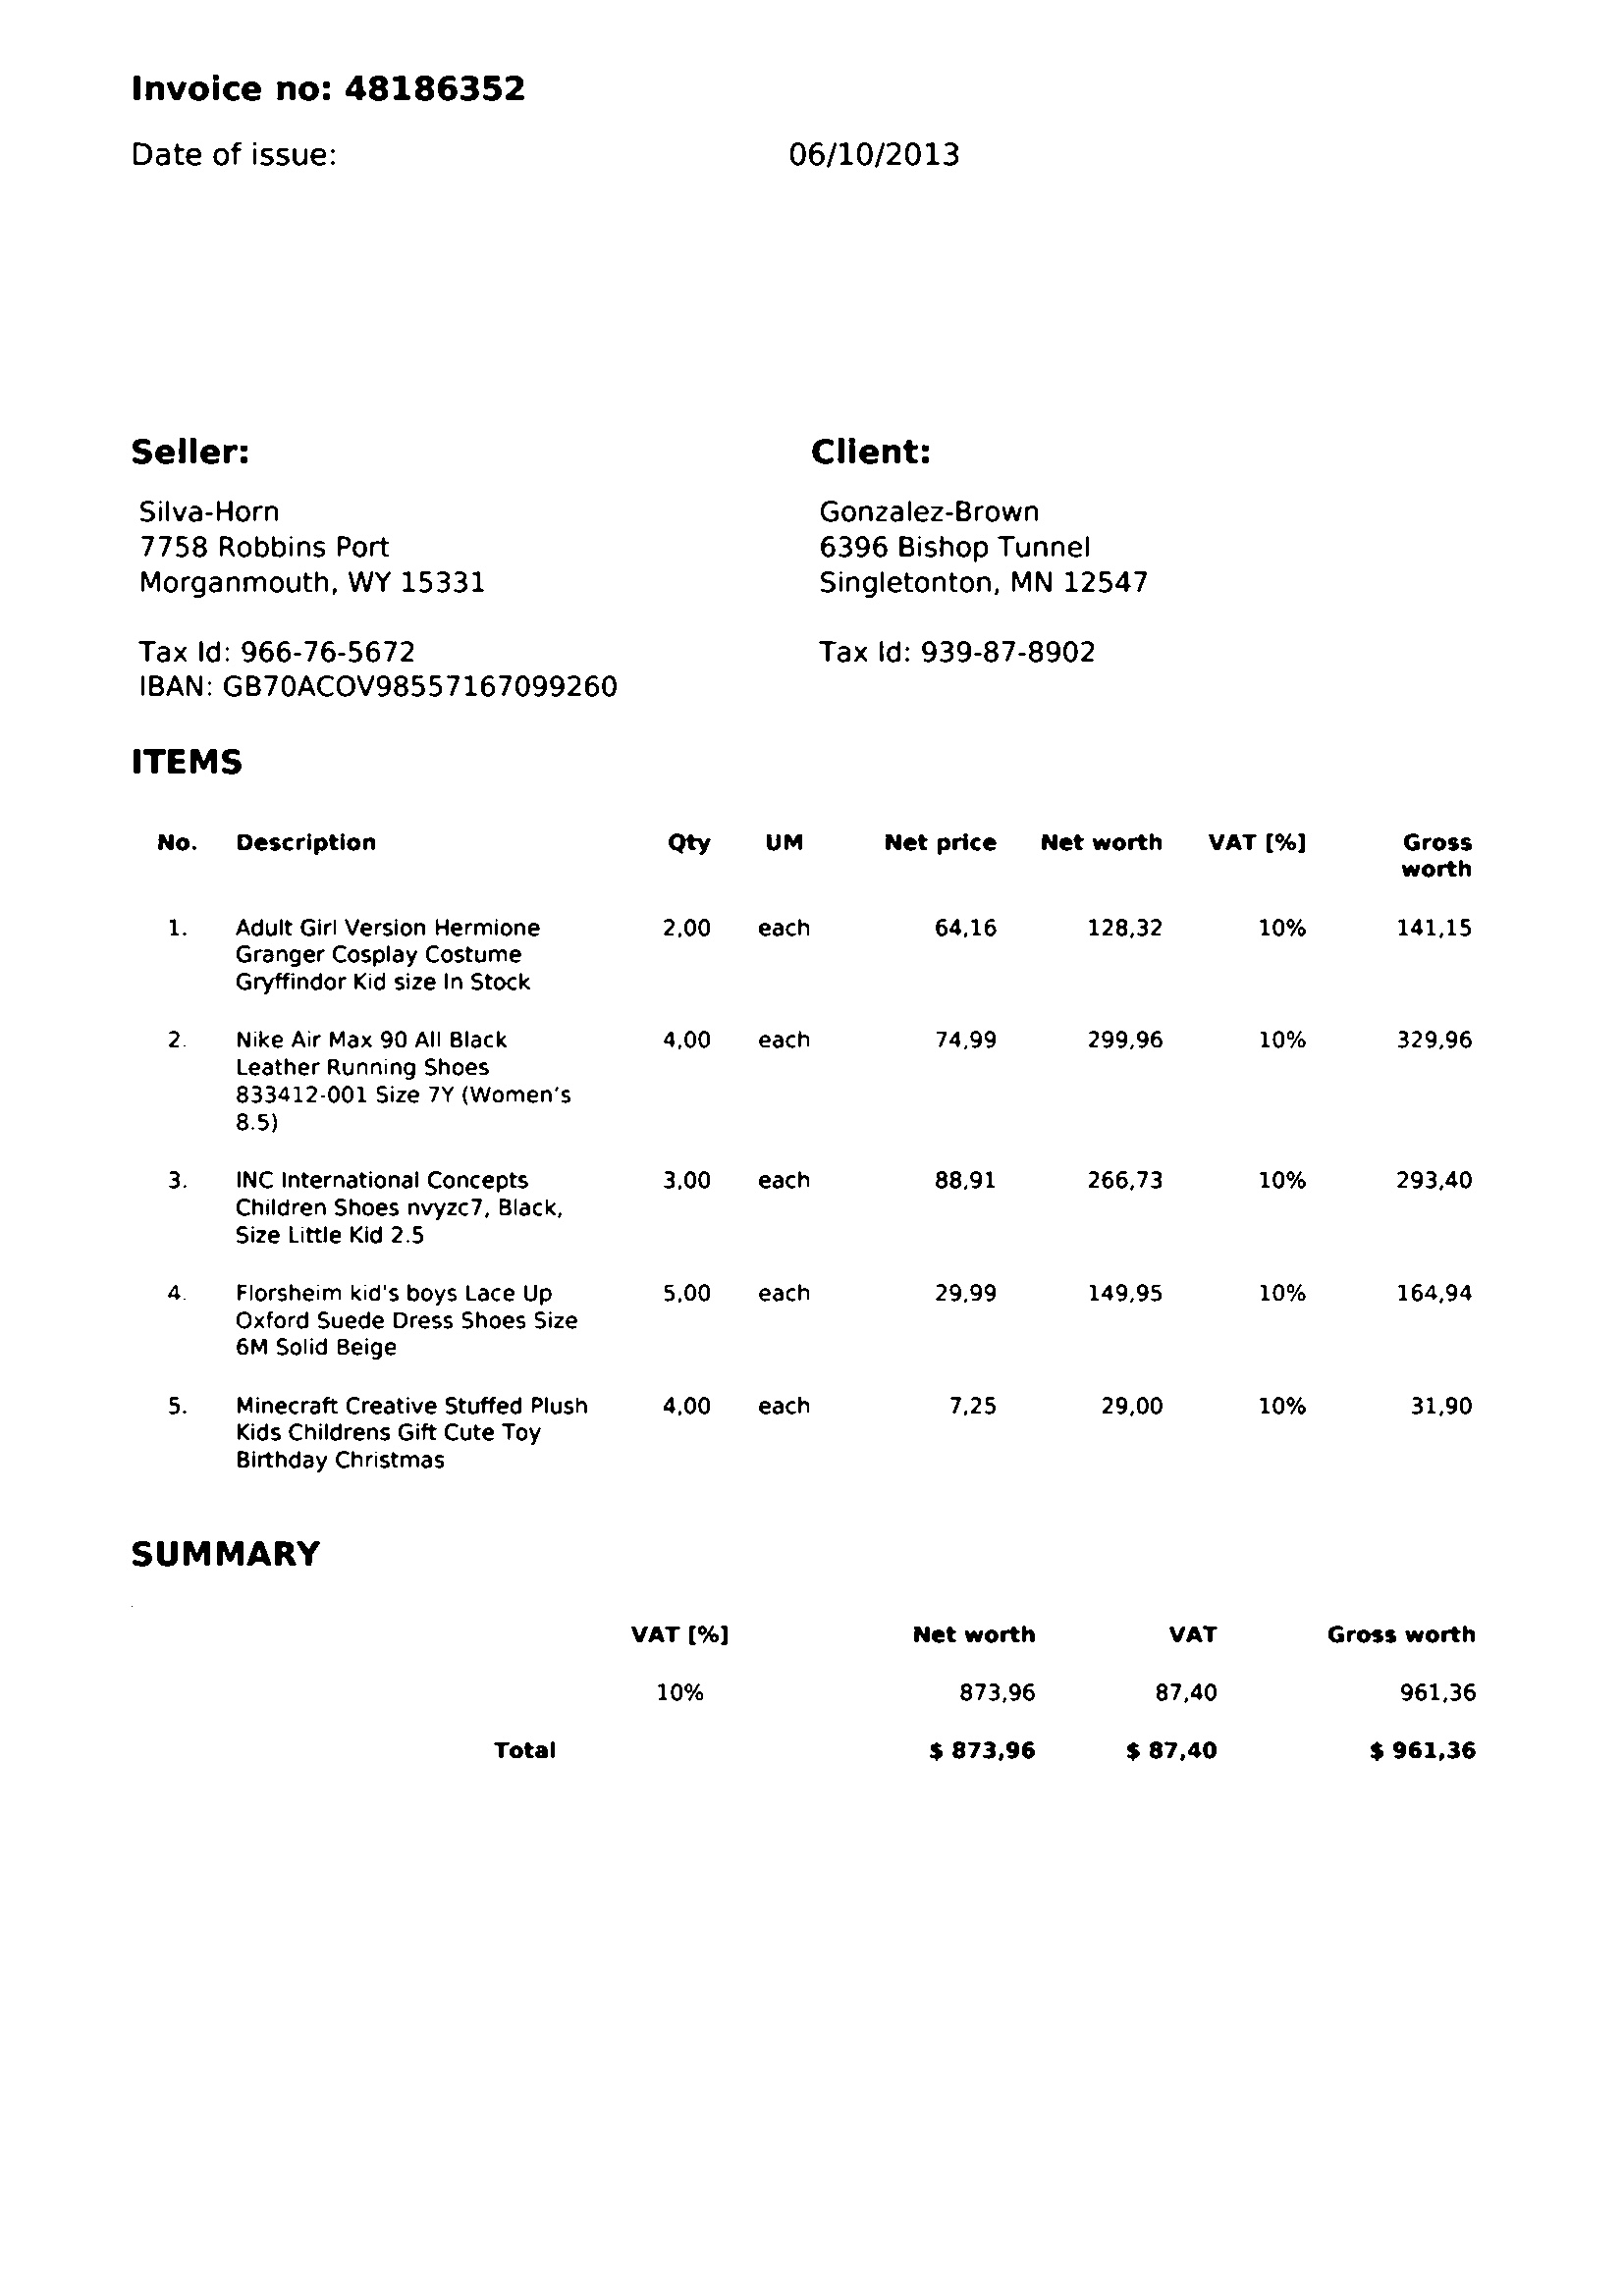 Invoice no: 48186352
Date of issue: 06/10/2013
Seller: Client:
Silva-Horn Gonzalez-Brown
7758 Robbins Port 6396 Bishop Tunnel
Morganmouth, WY 15331 Singletonton, MN 12547
Tax Id: 966-76-5672 Tax Id: 939-87-8902
IBAN: GB70ACOV98557167099260
ITEMS
No. Description Qty UM Net price Net worth VAT [%] Gross
worth
1. Adult Girl Version Hermione 2,00 each 64,16 128,32 10% 141,15
Granger Cosplay Costume
Gryffindor Kid size In Stock
2. Nike Air Max 90 All Black 4,00 each 74,99 299,96 10% 329,96
Leather Running Shoes
833412-001 Size 7Y (Women's
8.5)
3. INC International Concepts 3,00 each 88,91 266,73 10% 293,40
Children Shoes nvyzc7, Black,
Size Little Kid 2.5
4. Florsheim kid's boys Lace Up 5,00 each 29,99 149,95 10% 164,94
Oxford Suede Dress Shoes Size
6M Solid Beige
5. Minecraft Creative Stuffed Plush 4,00 each 7,25 29,00 10% 31,90
Kids Childrens Gift Cute Toy
Birthday Christmas
SUMMARY
VAT [%] Net worth VAT Gross worth
10% 873,96 87,40 961,36
Total $ 873,96 $ 87,40 $ 961,36